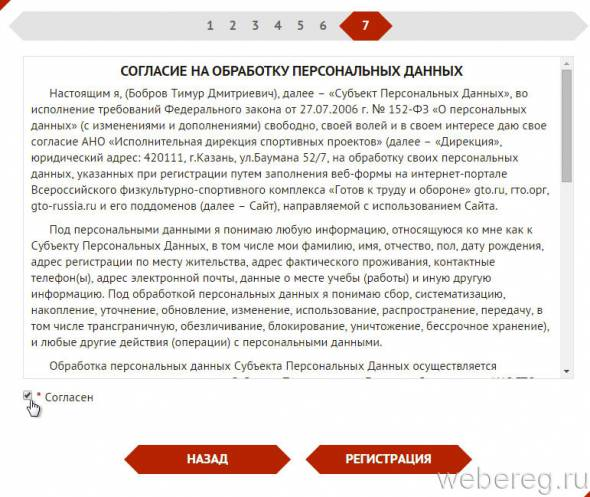 1 2 3 4 5 6 7
СОГЛАСИЕ НА ОБРАБОТКУ ПЕРСОНАЛЬНЫХ ДАННЫХ
Настоящим я, (Бобров Тимур Дмитриевич), далее – «Субъект Персональных Данных», во
исполнение требований Федерального закона от 27.07.2006 г. № 152-ФЗ «О персональных
данных» (с изменениями и дополнениями) свободно, своей волей и в своем интересе даю свое
согласие АНО «Исполнительная дирекция спортивных проектов» (далее – «Дирекция»,
юридический адрес: 420111, г.Казань, ул.Баумана 52/7, на обработку своих персональных
данных, указанных при регистрации путем заполнения веб-формы на интернет-портале
Всероссийского физкультурно-спортивного комплекса «Готов к труду и обороне» gto.ru, гто.орг,
gto-russia.ru и его поддоменов (далее – Сайт), направляемой с использованием Сайта.
Под персональными данными я понимаю любую информацию, относящуюся ко мне как к
Субъекту Персональных Данных, в том числе мои фамилию, имя, отчество, пол, дату рождения,
адрес регистрации по месту жительства, адрес фактического проживания, контактные
телефон(ы), адрес электронной почты, данные о месте учебы (работы) и иную другую
информацию. Под обработкой персональных данных я понимаю сбор, систематизацию,
накопление, уточнение, обновление, изменение, использование, распространение, передачу, в
том числе трансграничную, обезличивание, блокирование, уничтожение, бессрочное хранение),
и любые другие действия (операции) с персональными данными.
Обработка персональных данных Субъекта Персональных Данных осуществляется
* Согласен
НАЗАД РЕГИСТРАЦИЯ
webereg.ru